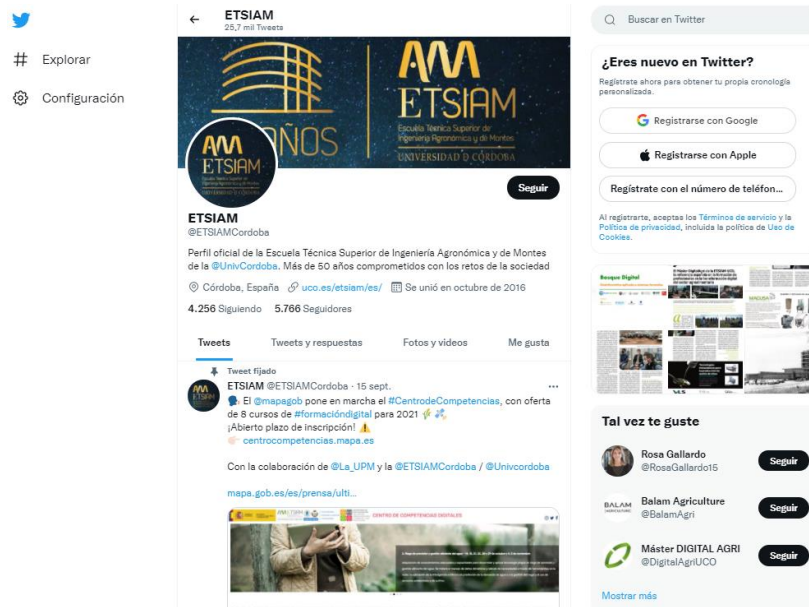 Explorar
Configuración
ETSIAM
25,7 mil Tweets
AÑOS
ETSIAM
Escuela Técnica Superior de
Ingeniería Agronómica y de Montes
UNIVERSIDAD D CÓRDOBA
ETSIAM
Seguir
ETSIAM
@ETSIAMCordoba
Perfil oficial de la Escuela Técnica Superior de Ingeniería Agronómica y de Montes
de la @UnivCordoba. Más de 50 años comprometidos con los retos de la sociedad
Córdoba, España uco.es/etsiam/es/ Se unió en octubre de 2016
4.256 Siguiendo 5.766 Seguidores
Tweets Tweets y respuestas Fotos y videos Me gusta
Tweet fijado
ETSIAM @ETSIAMCordoba · 15 sept. ...
El @mapagob pone en marcha el #CentrodeCompetencias, con oferta
de 8 cursos de #formacióndigital para 2021
¡Abierto plazo de inscripción!
centrocompetencias.mapa.es
Con la colaboración de @La_UPM y la @ETSIAMCordoba / @Univcordoba
mapa.gob.es/es/prensa/ulti...
CENTRO DE COMPETENCIAS DIGITALES
Buscar en Twitter
¿Eres nuevo en Twitter?
Regístrate ahora para obtener tu propia cronología
personalizada.
Registrarse con Google
Registrarse con Apple
Regístrate con el número de teléfon...
Al registrarte, aceptas los Términos de servicio y la
Política de privacidad, incluida la política de Uso de
Cookies.
Bosque Digital
Tal vez te guste
Rosa Gallardo
@RosaGallardo15
Seguir
BALAM
Balam Agriculture
@BalamAgri
Seguir
Máster DIGITAL AGRI
@DigitalAgriUCO
Seguir
Mostrar más